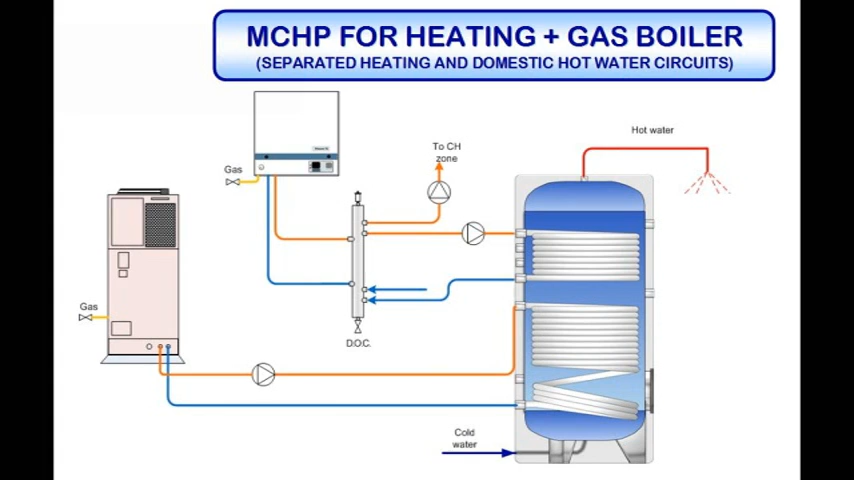 MCHP FOR HEATING + GAS BOILER
(SEPARATED HEATING AND DOMESTIC HOT WATER CIRCUITS)
Hot water
To CH
zone
Gas
Gas
D.O.C.
Cold
water